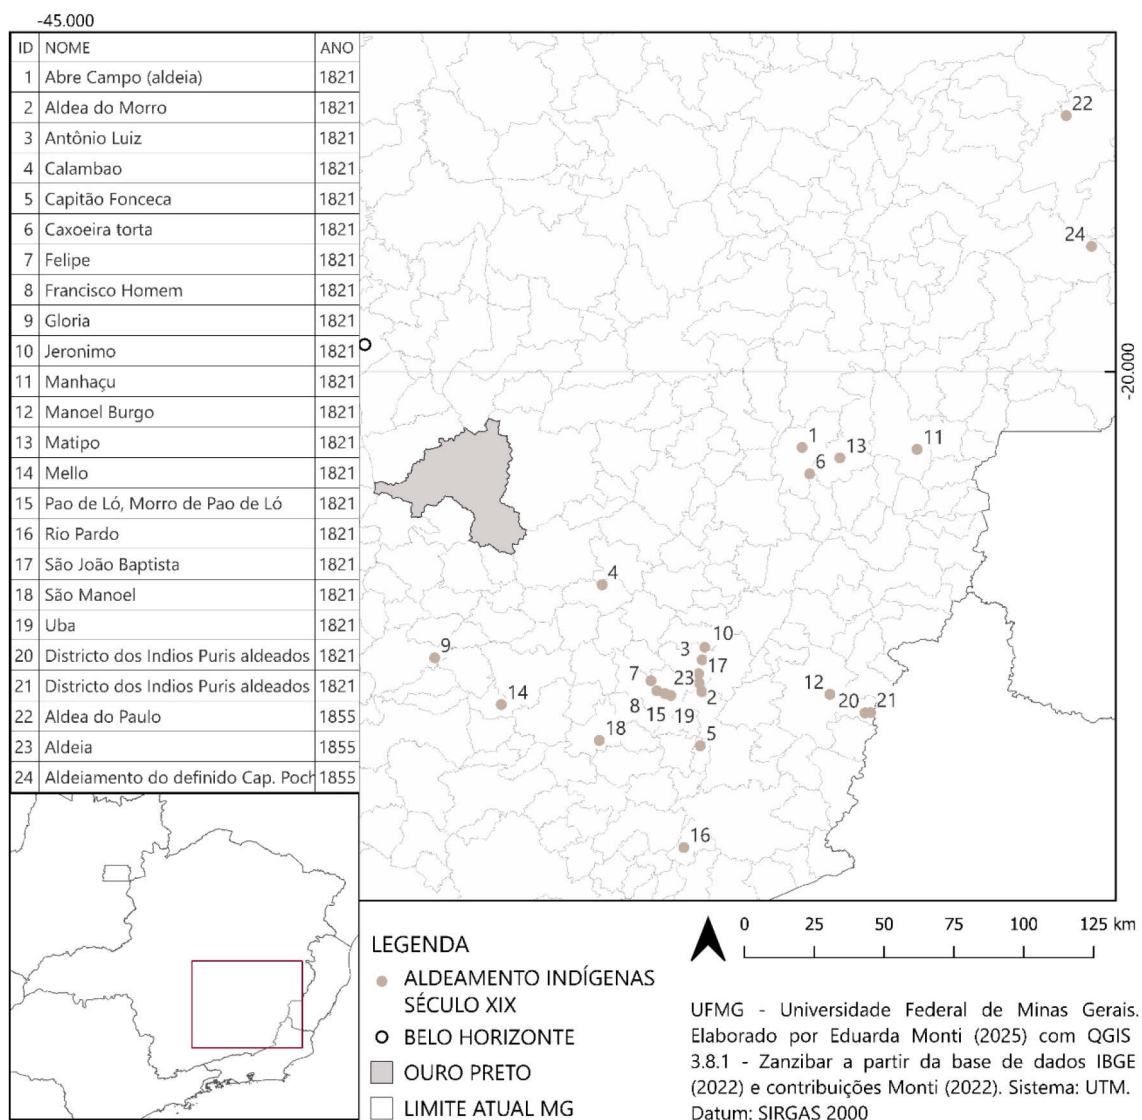 -45.000
ID NOME ANO
1 Abre Campo (aldeia) 1821
2 Aldea do Morro 1821
3 Antônio Luiz 1821
4 Calambao 1821
5 Capitão Fonceca 1821
6 Caxoeira torta 1821
7 Felipe 1821
8 Francisco Homem 1821
9 Gloria 1821
10 Jeronimo 1821
11 Manhaçu 1821
12 Manoel Burgo 1821
13 Matipo 1821
14 Mello 1821
15 Pao de Ló, Morro de Pao de Ló 1821
16 Rio Pardo 1821
17 São João Baptista 1821
18 São Manoel 1821
19 Uba 1821
20 Districto dos Indios Puris aldeados 1821
21 Districto dos Indios Puris aldeados 1821
22 Aldea do Paulo 1855
23 Aldeia 1855
24 Aldeiamento do definido Cap. Poch 1855
22
24
-20.000
1
13
11
6
4
10
3
9
17
7
23
14
12
2
20
21
8
15
19
18
5
16
LEGENDA
ALDEAMENTO INDÍGENAS
SÉCULO XIX
BELO HORIZONTE
OURO PRETO
LIMITE ATUAL MG
0 25 50 75 100 125 km
UFMG - Universidade Federal de Minas Gerais.
Elaborado por Eduarda Monti (2025) com QGIS
3.8.1 - Zanzibar a partir da base de dados IBGE
(2022) e contribuições Monti (2022). Sistema: UTM.
Datum: SIRGAS 2000